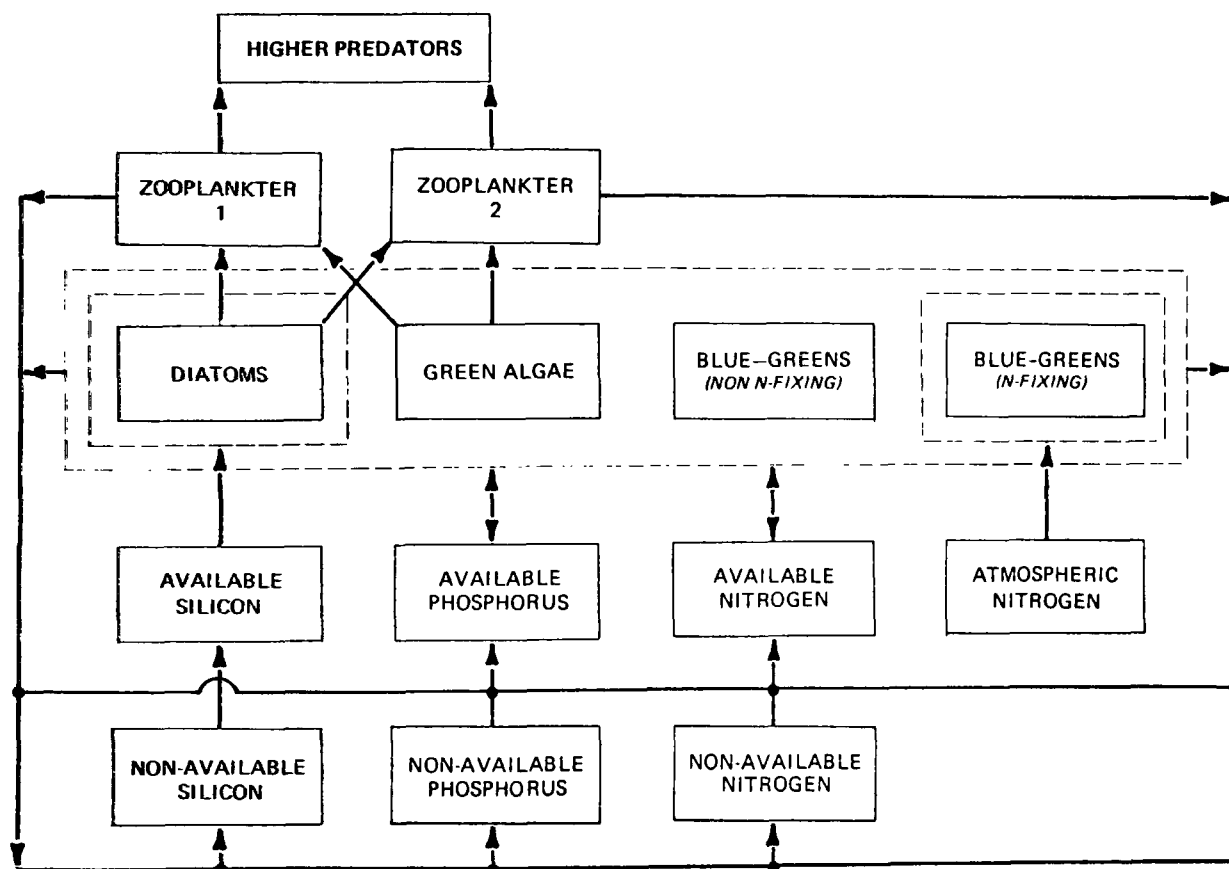 HIGHER PREDATORS
ZOOPLANKTER
1
ZOOPLANKTER
2
DIATOMS
GREEN ALGAE
BLUE–GREENS
(NON N-FIXING)
BLUE-GREENS
(N-FIXING)
AVAILABLE
SILICON
AVAILABLE
PHOSPHORUS
AVAILABLE
NITROGEN
ATMOSPHERIC
NITROGEN
NON-AVAILABLE
SILICON
NON-AVAILABLE
PHOSPHORUS
NON-AVAILABLE
NITROGEN